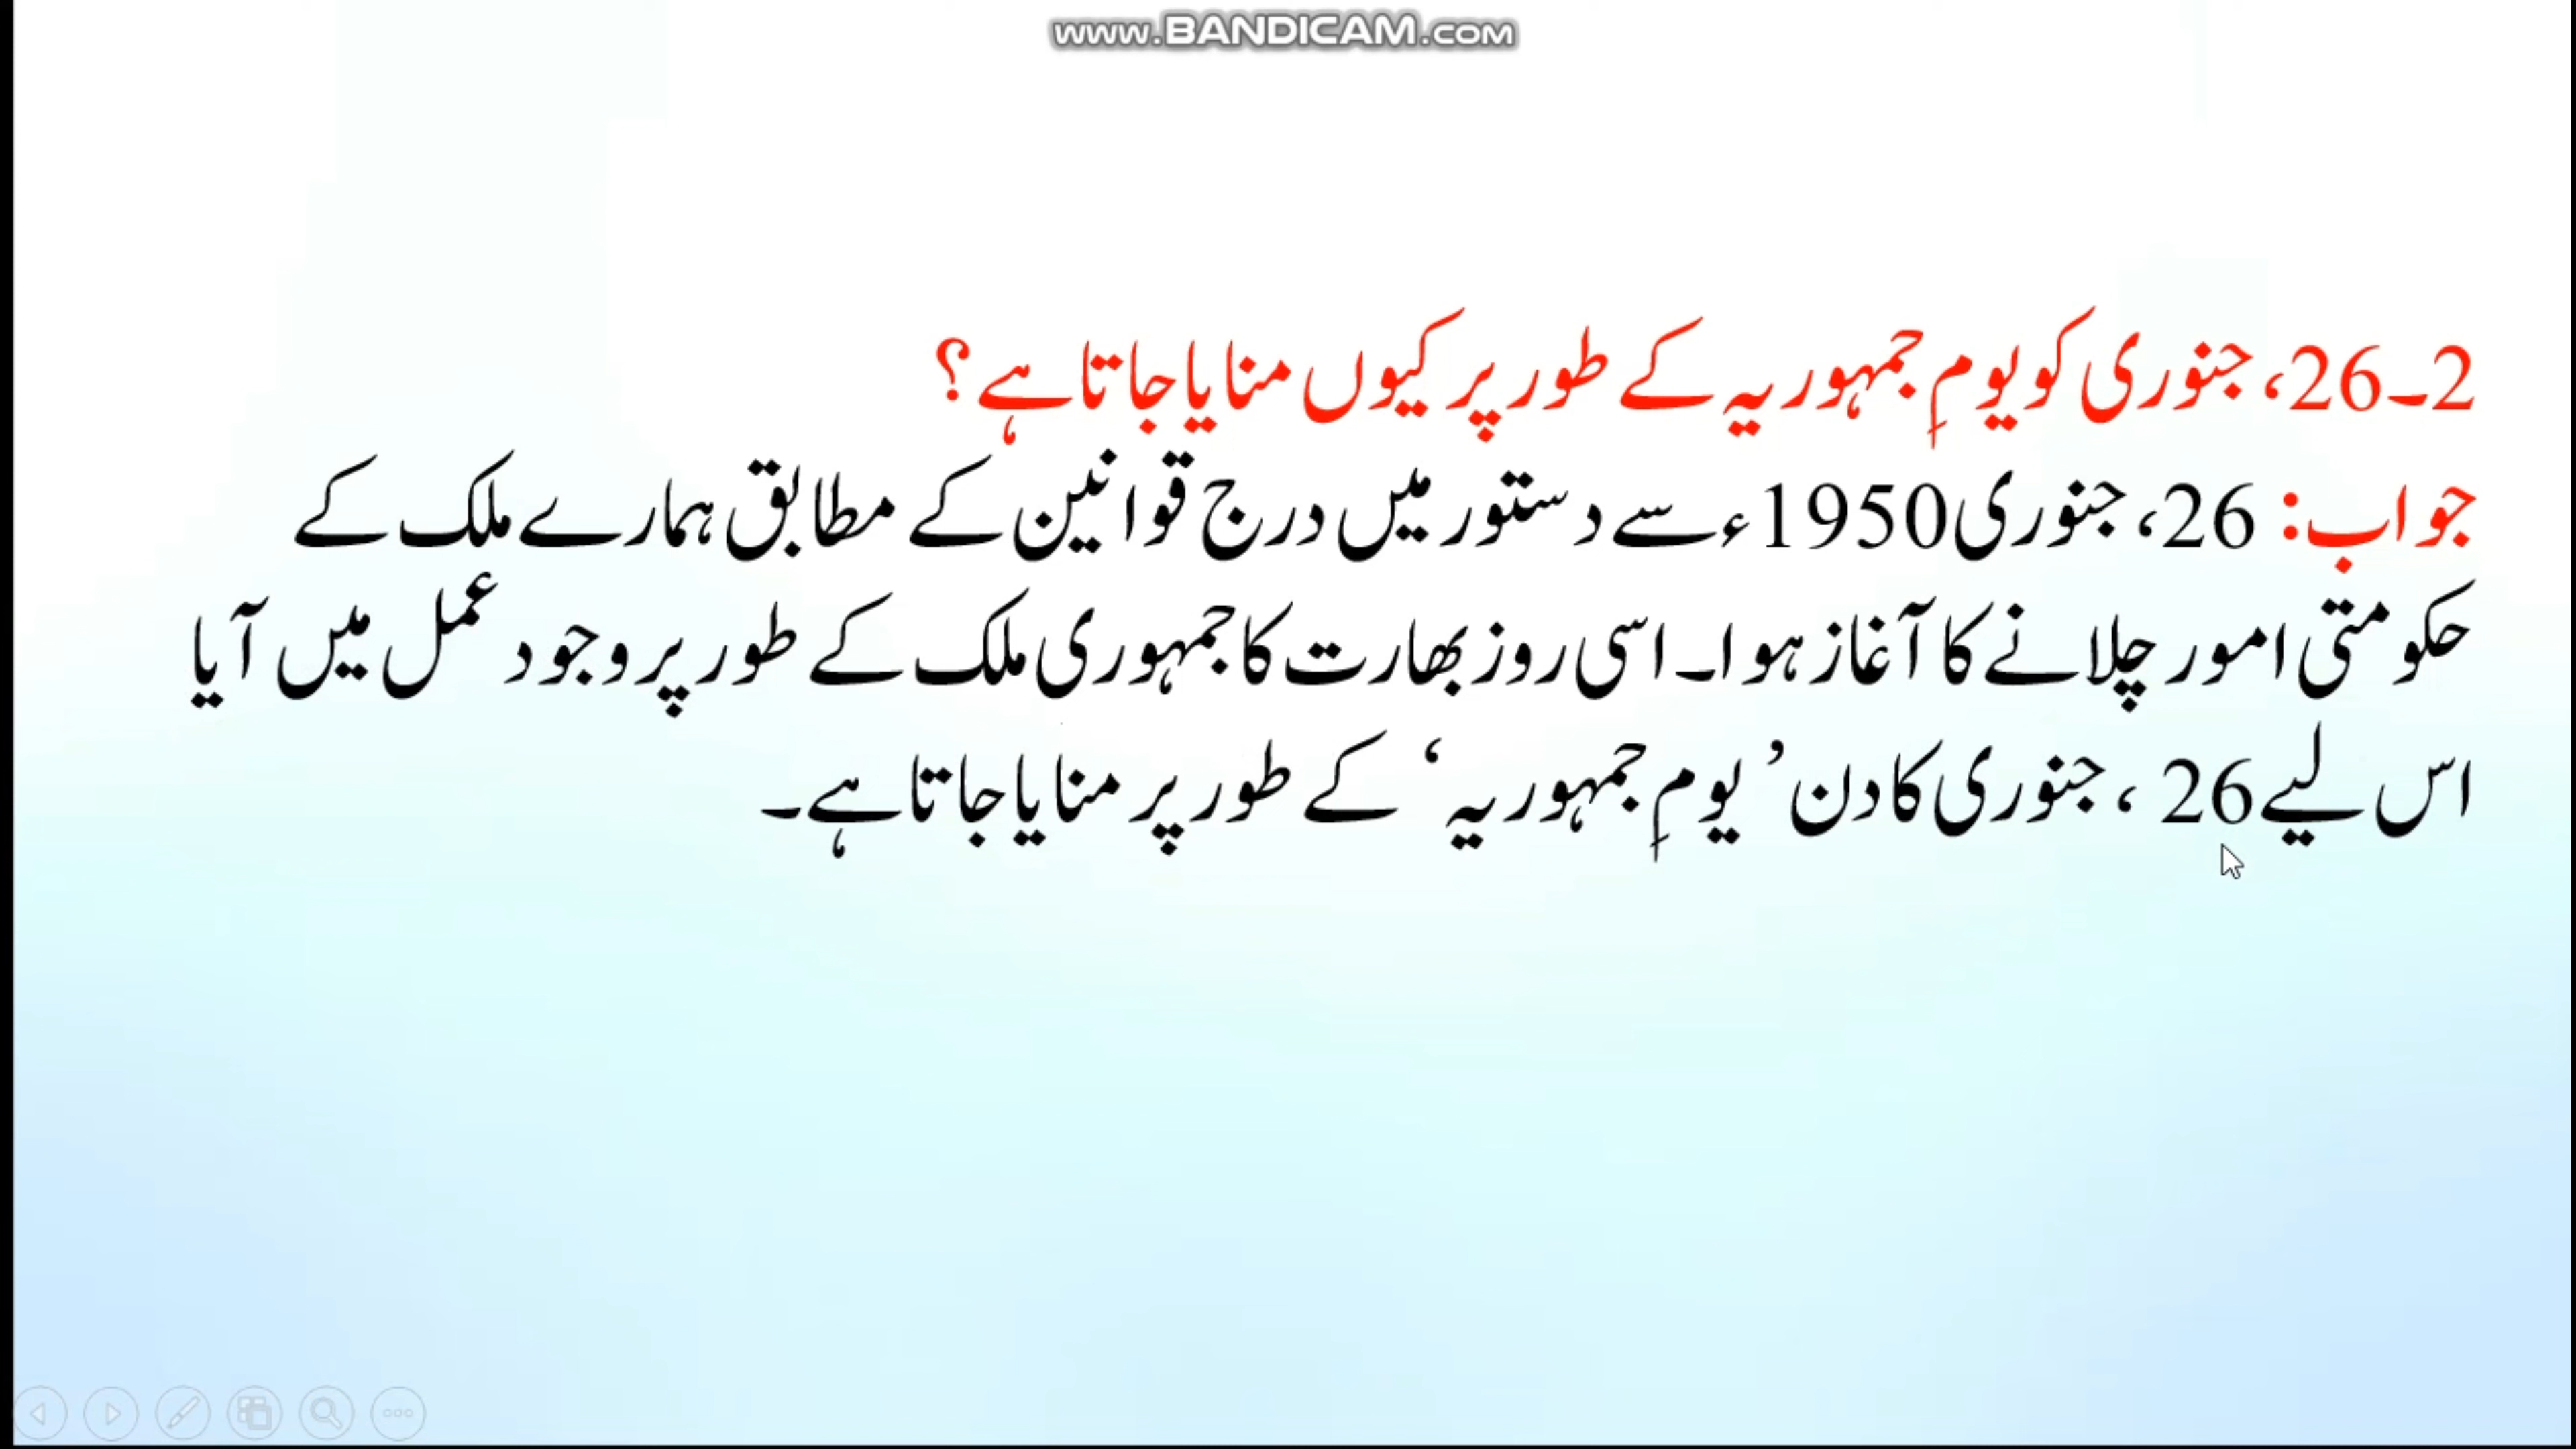 www.BANDICAM.com
2۔26، جنوری کو یومِ جمہوریہ کے طور پر کیوں منایا جاتا ہے؟
جواب: 26، جنوری 1950ء سے دستور میں درج قوانین کے مطابق ہمارے ملک کے
حکومتی امور چلانے کا آغاز ہوا۔ اسی روز بھارت کا جمہوری ملک کے طور پر وجود عمل میں آیا
اس لیے 26 ، جنوری کا دن ’یومِ جمہوریہ‘ کے طور پر منایا جاتا ہے۔